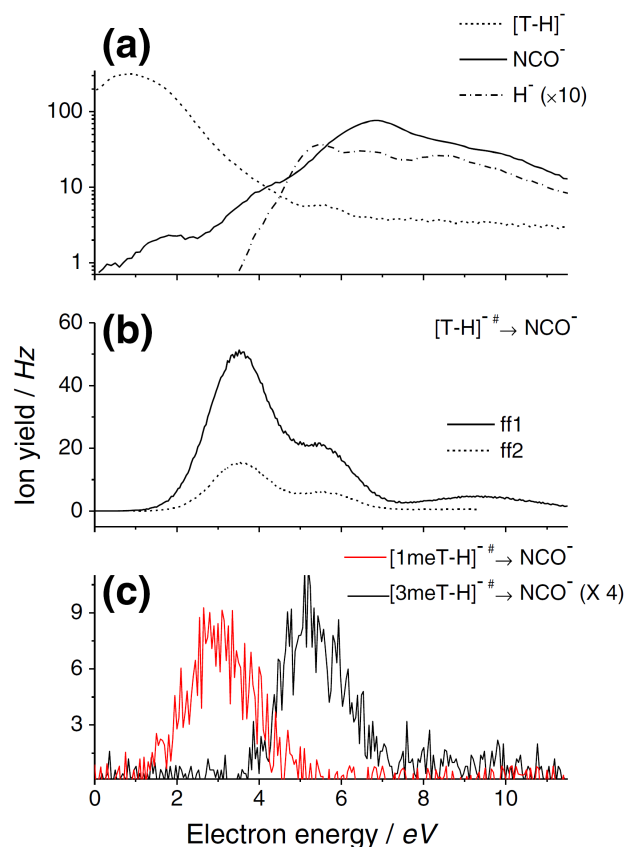 (a)
[T-H]⁻
NCO⁻
H⁻ (×10)
100
10
1
(b)
[T-H]⁻ # → NCO⁻
60
40
20
0
ff1
ff2
Ion yield / Hz
(c)
[1meT-H]⁻ # → NCO⁻
[3meT-H]⁻ # → NCO⁻ (X 4)
9
6
3
0 2 4 6 8 10
Electron energy / eV